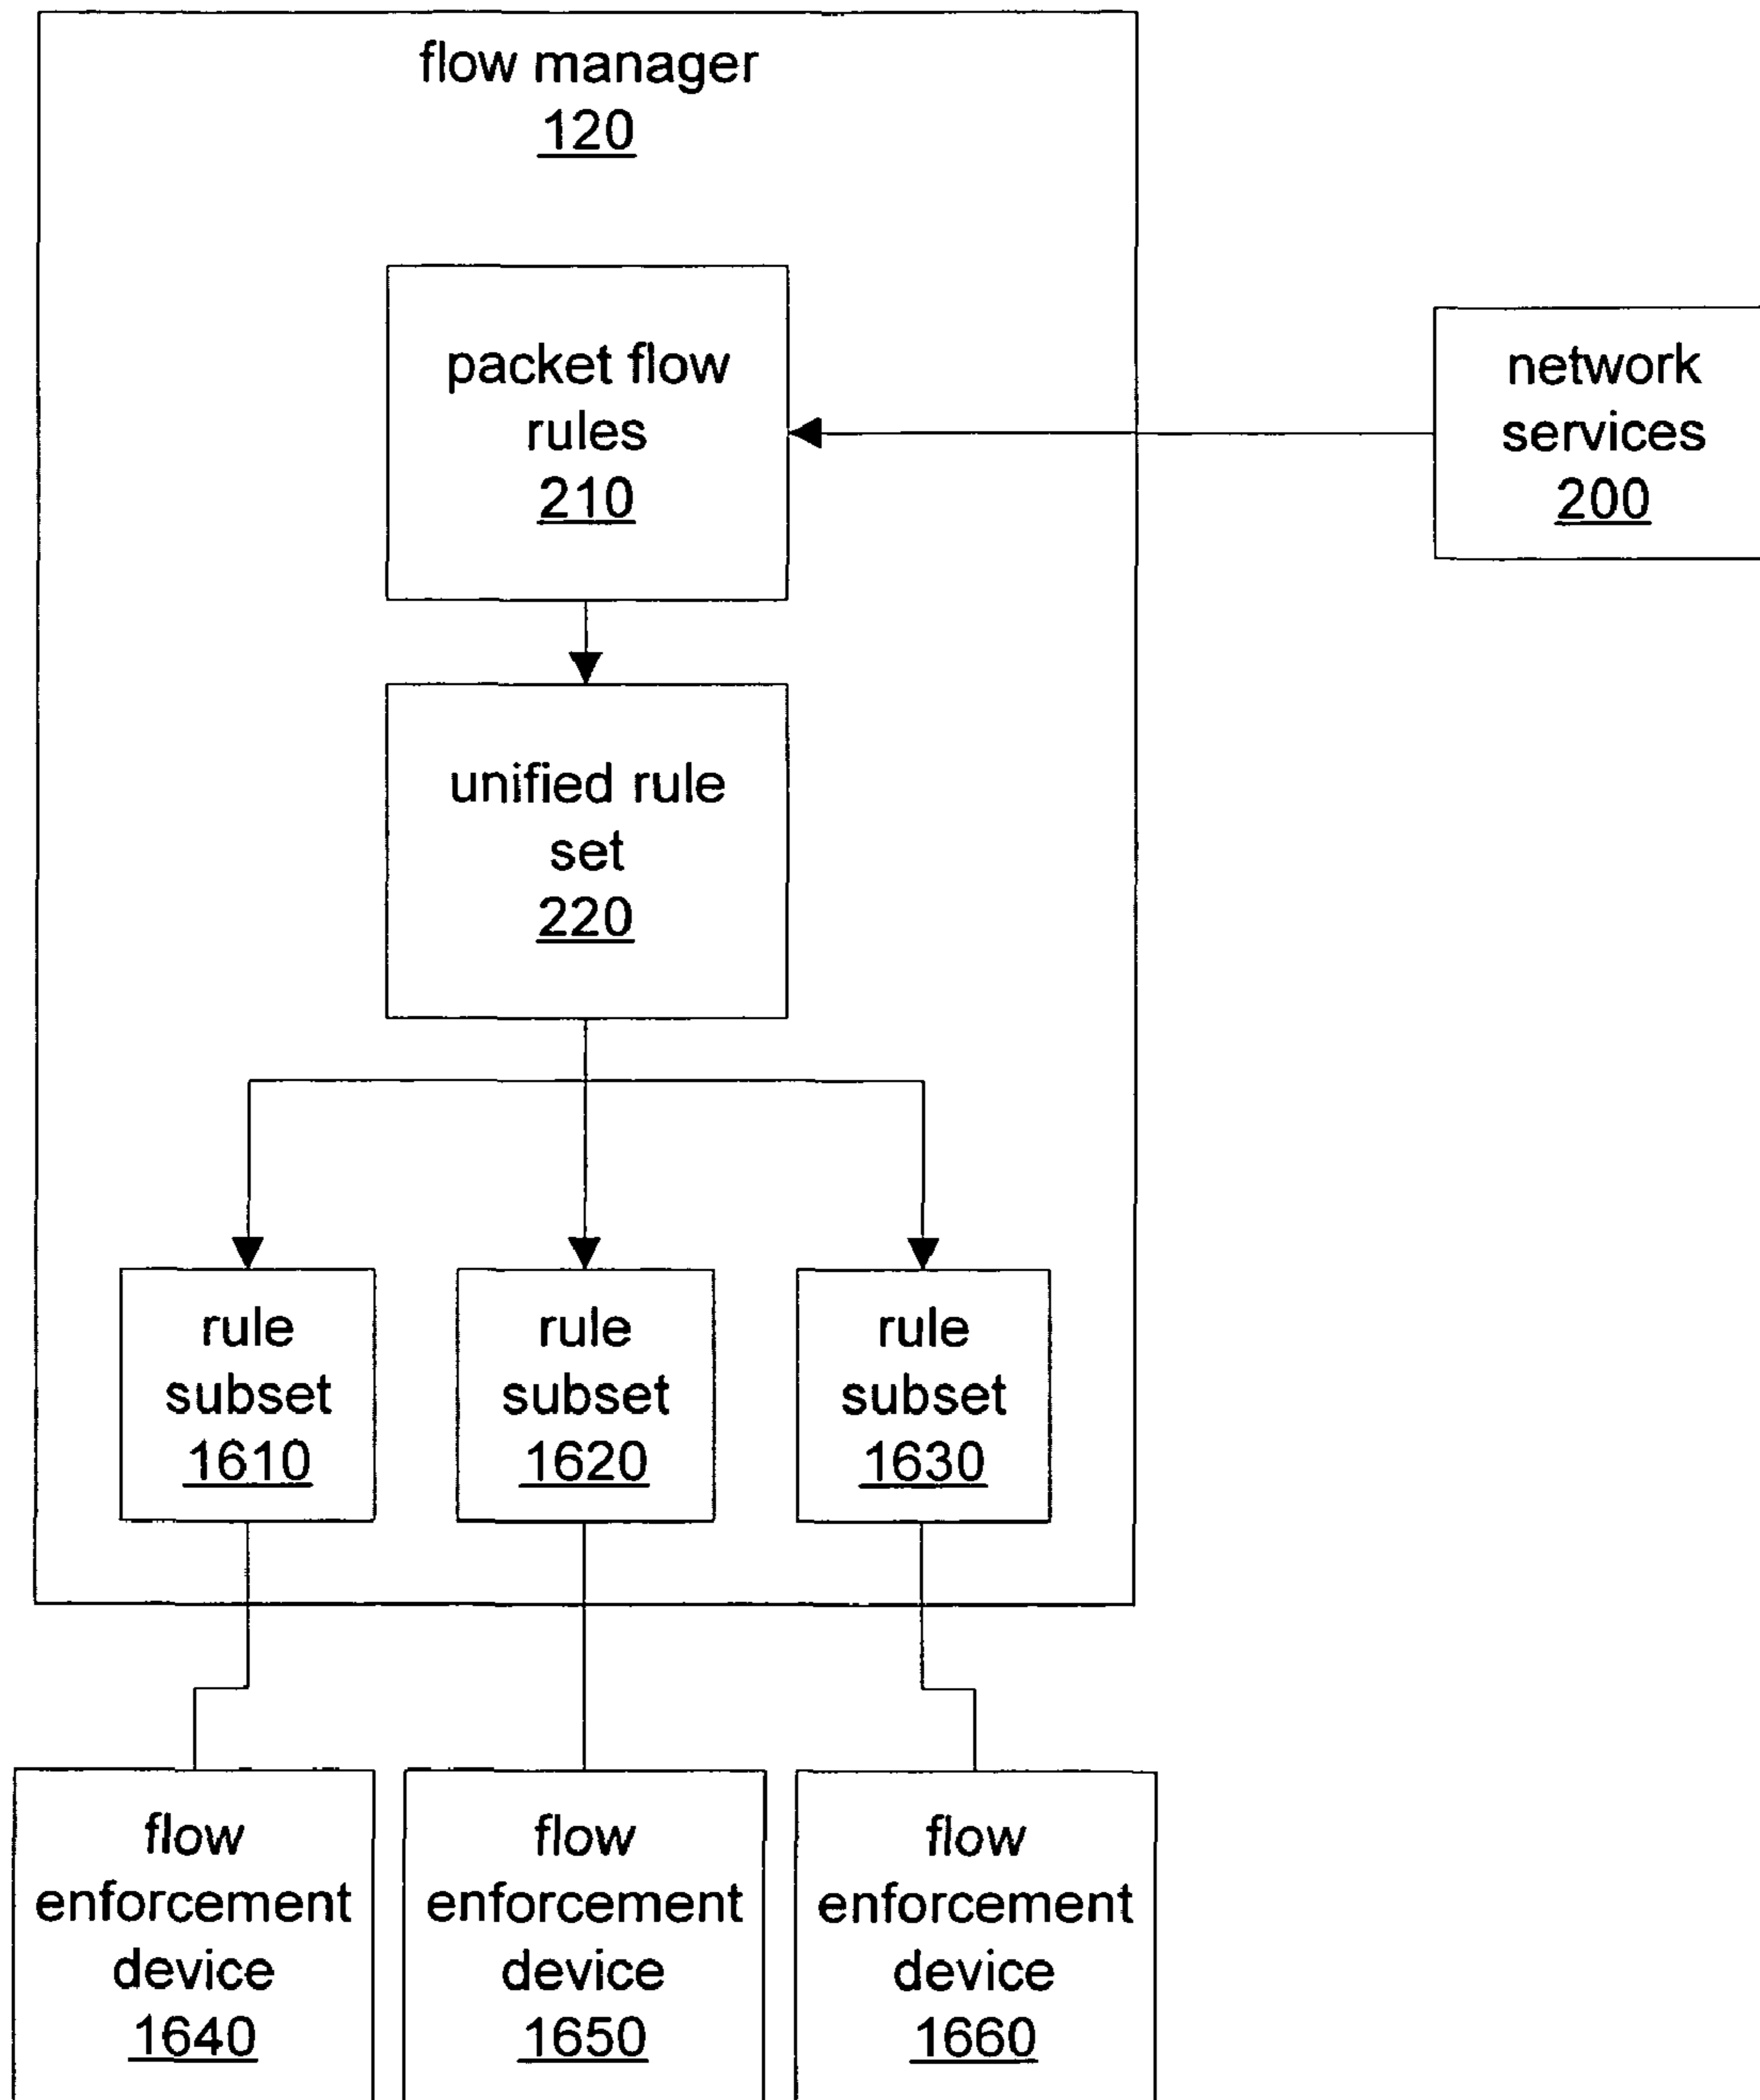 flow manager
120
packet flow
rules
210
network
services
200
unified rule
set
220
rule
subset
1610
rule
subset
1620
rule
subset
1630
flow
enforcement
device
1640
flow
enforcement
device
1650
flow
enforcement
device
1660